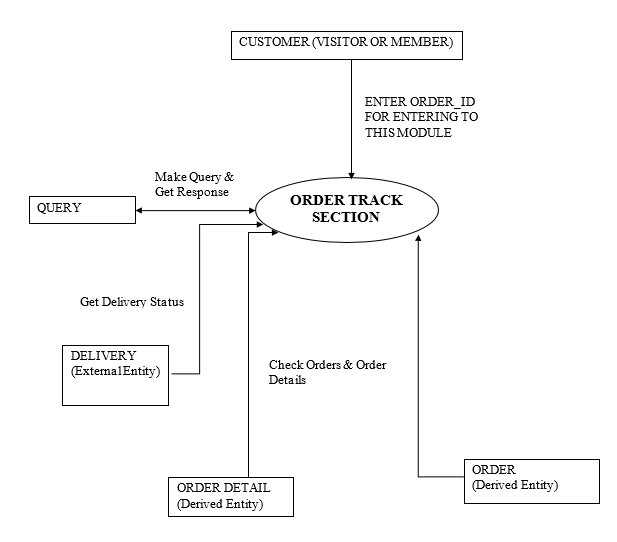 CUSTOMER (VISITOR OR MEMBER)
ENTER ORDER_ID
FOR ENTERING TO
THIS MODULE
Make Query &
Get Response
ORDER TRACK
SECTION
QUERY
Get Delivery Status
DELIVERY
(External Entity)
Check Orders & Order
Details
ORDER
(Derived Entity)
ORDER DETAIL
(Derived Entity)